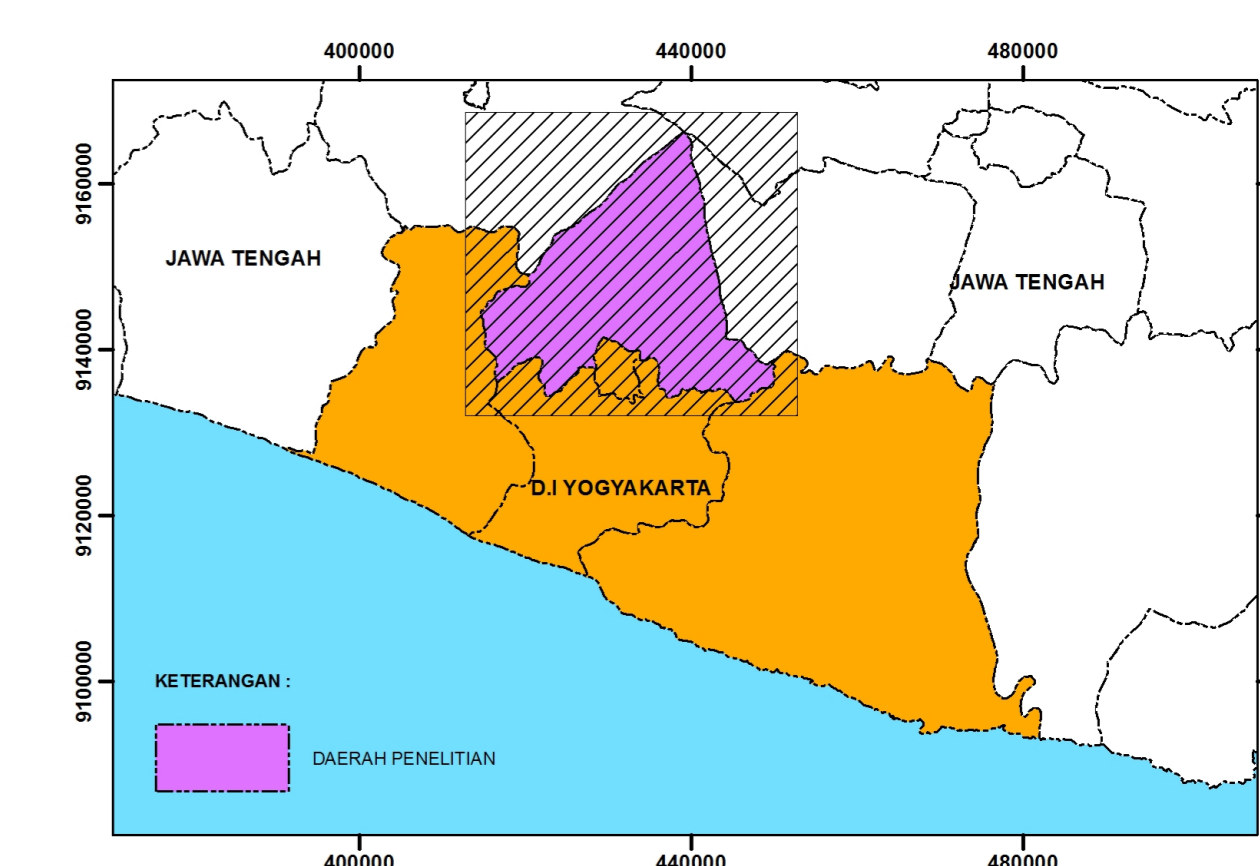 400000 440000 480000
9160000
JAWA TENGAH
JAWA TENGAH
9140000
D.I YOGYAKARTA
9120000
9100000
KETERANGAN :
DAERAH PENELITIAN
400000 440000 480000